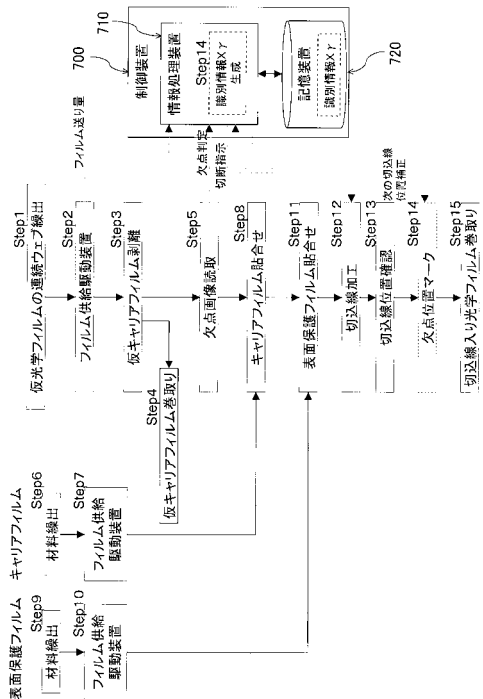 表面保護フィルム
Step9
材料繰出
Step10
フィルム供給
駆動装置
キャリアフィルム
Step6
材料繰出
Step7
フィルム供給
駆動装置
Step1
仮光学フィルムの連続ウェブ繰出
Step2
フィルム供給駆動装置
Step3
仮キャリアフィルム剥離
Step4
仮キャリアフィルム巻取り
Step5
欠点画像読取
Step8
キャリアフィルム貼合せ
Step11
表面保護フィルム貼合せ
Step12
切込線加工
Step13
切込線位置確認
Step14
欠点位置マーク
Step15
切込線入り光学フィルム巻取り
フィルム送り量
欠点判定
切断指示
次の切込線
位置補正
700
制御装置
710
情報処理装置
Step14
識別情報Xγ
生成
記憶装置
識別情報Xγ
720